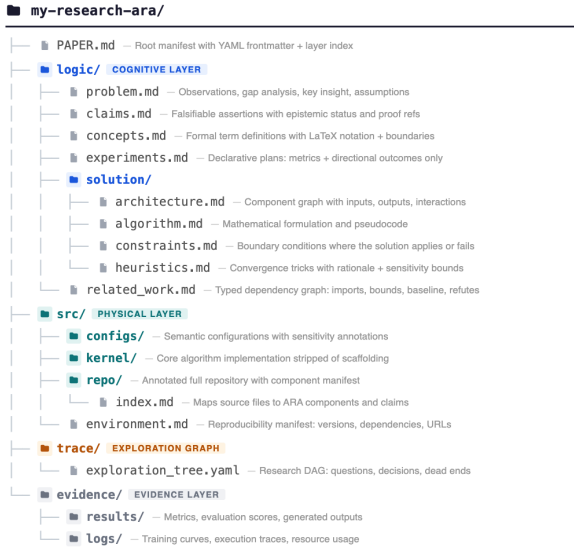 my-research-ara/
PAPER.md — Root manifest with YAML frontmatter + layer index
logic/ COGNITIVE LAYER
problem.md — Observations, gap analysis, key insight, assumptions
claims.md — Falsifiable assertions with epistemic status and proof refs
concepts.md — Formal term definitions with LaTeX notation + boundaries
experiments.md — Declarative plans: metrics + directional outcomes only
solution/
architecture.md — Component graph with inputs, outputs, interactions
algorithm.md — Mathematical formulation and pseudocode
constraints.md — Boundary conditions where the solution applies or fails
heuristics.md — Convergence tricks with rationale + sensitivity bounds
related_work.md — Typed dependency graph: imports, bounds, baseline, refutes
src/ PHYSICAL LAYER
configs/ — Semantic configurations with sensitivity annotations
kernel/ — Core algorithm implementation stripped of scaffolding
repo/ — Annotated full repository with component manifest
index.md — Maps source files to ARA components and claims
environment.md — Reproducibility manifest: versions, dependencies, URLs
trace/ EXPLORATION GRAPH
exploration_tree.yaml — Research DAG: questions, decisions, dead ends
evidence/ EVIDENCE LAYER
results/ — Metrics, evaluation scores, generated outputs
logs/ — Training curves, execution traces, resource usage